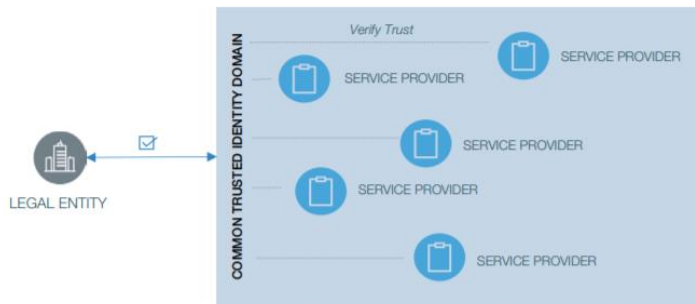 Verify Trust
SERVICE PROVIDER
SERVICE PROVIDER
COMMON TRUSTED IDENTITY DOMAIN
SERVICE PROVIDER
LEGAL ENTITY
SERVICE PROVIDER
SERVICE PROVIDER